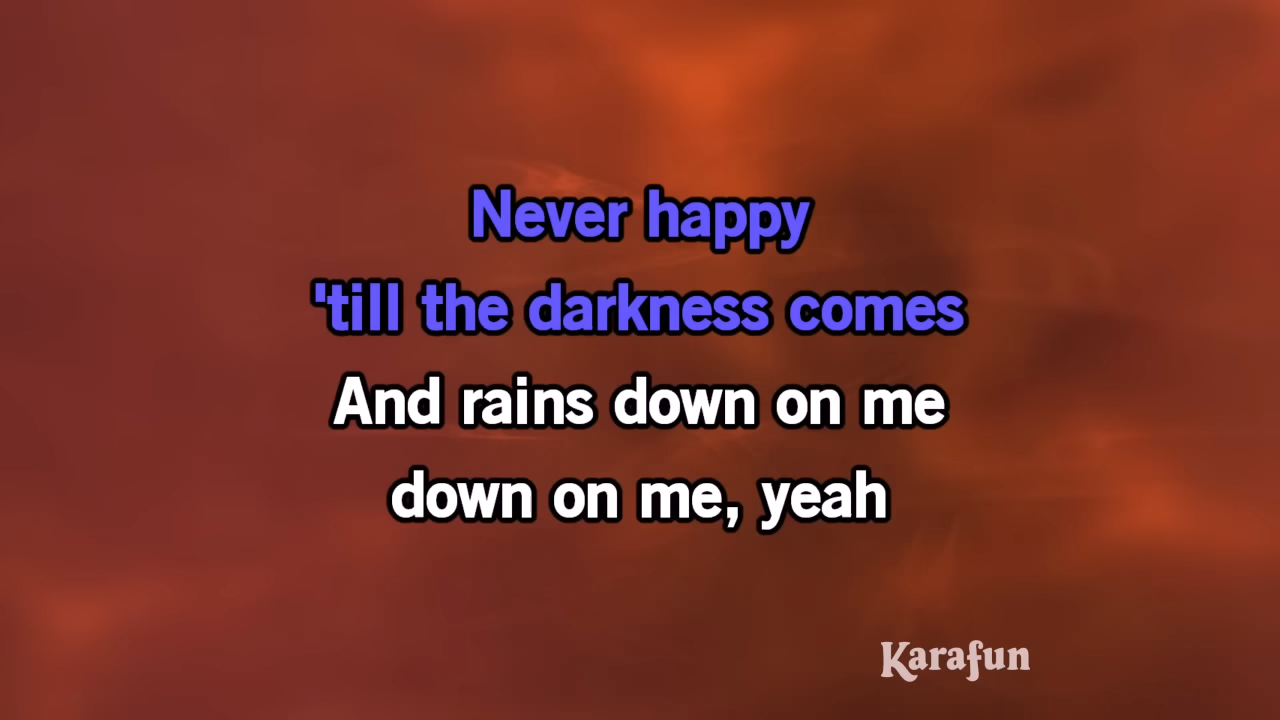 Never happy
'till the darkness comes
And rains down on me
down on me, yeah
Karafun